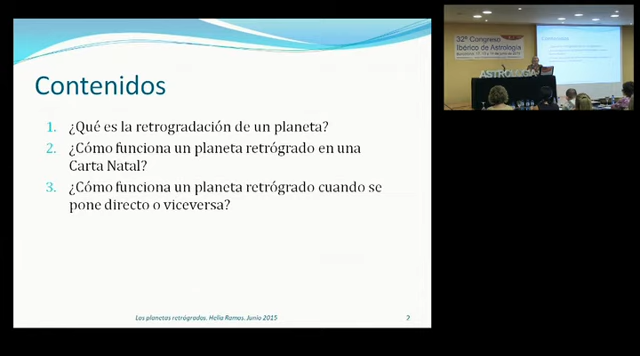 Contenidos
1. ¿Qué es la retrogradación de un planeta?
2. ¿Cómo funciona un planeta retrógrado en una
Carta Natal?
3. ¿Cómo funciona un planeta retrógrado cuando se
pone directo o viceversa?
Los planetas retrógrados. Helia Ramos. Junio 2015
2
32º Congreso
Ibérico de Astrología
ASTROLOGIA